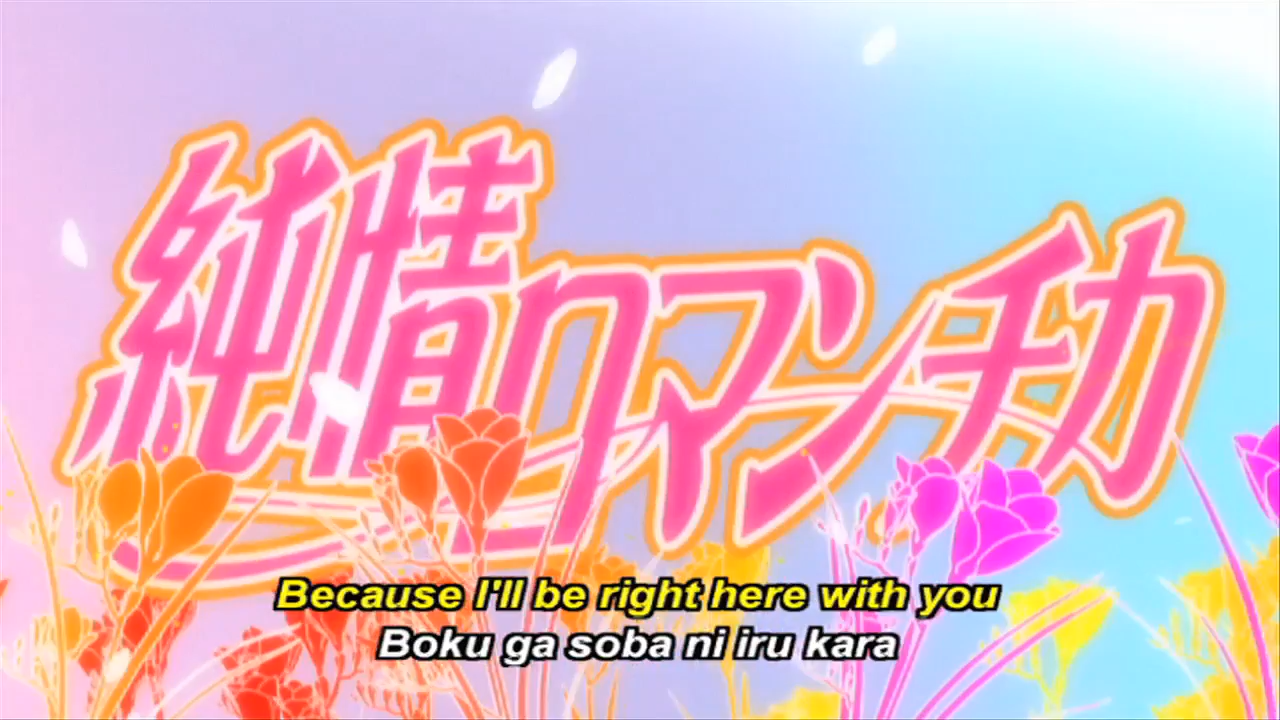 純情ロマンチカ
Because I'll be right here with you
Boku ga soba ni iru kara